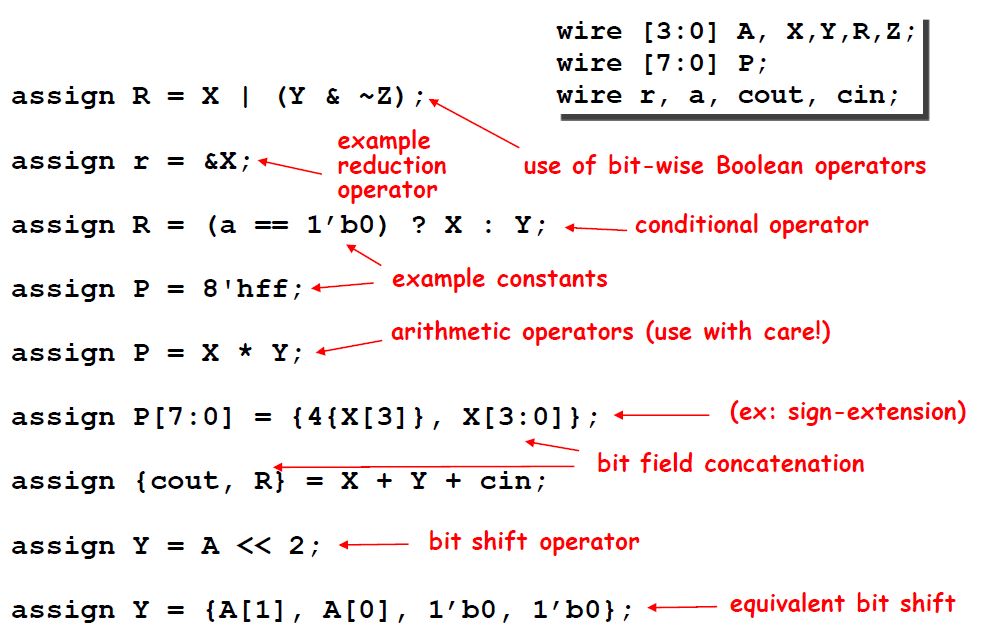 wire [3:0] A, X,Y,R,Z;
wire [7:0] P;
wire r, a, cout, cin;
assign R = X | (Y & ~Z);
use of bit-wise Boolean operators
assign r = &X;
example
reduction
operator
assign R = (a == 1’b0) ? X : Y;
conditional operator
example constants
assign P = 8'hff;
arithmetic operators (use with care!)
assign P = X * Y;
assign P[7:0] = {4{X[3]}, X[3:0]};
(ex: sign-extension)
bit field concatenation
assign {cout, R} = X + Y + cin;
assign Y = A << 2;
bit shift operator
assign Y = {A[1], A[0], 1’b0, 1’b0};
equivalent bit shift